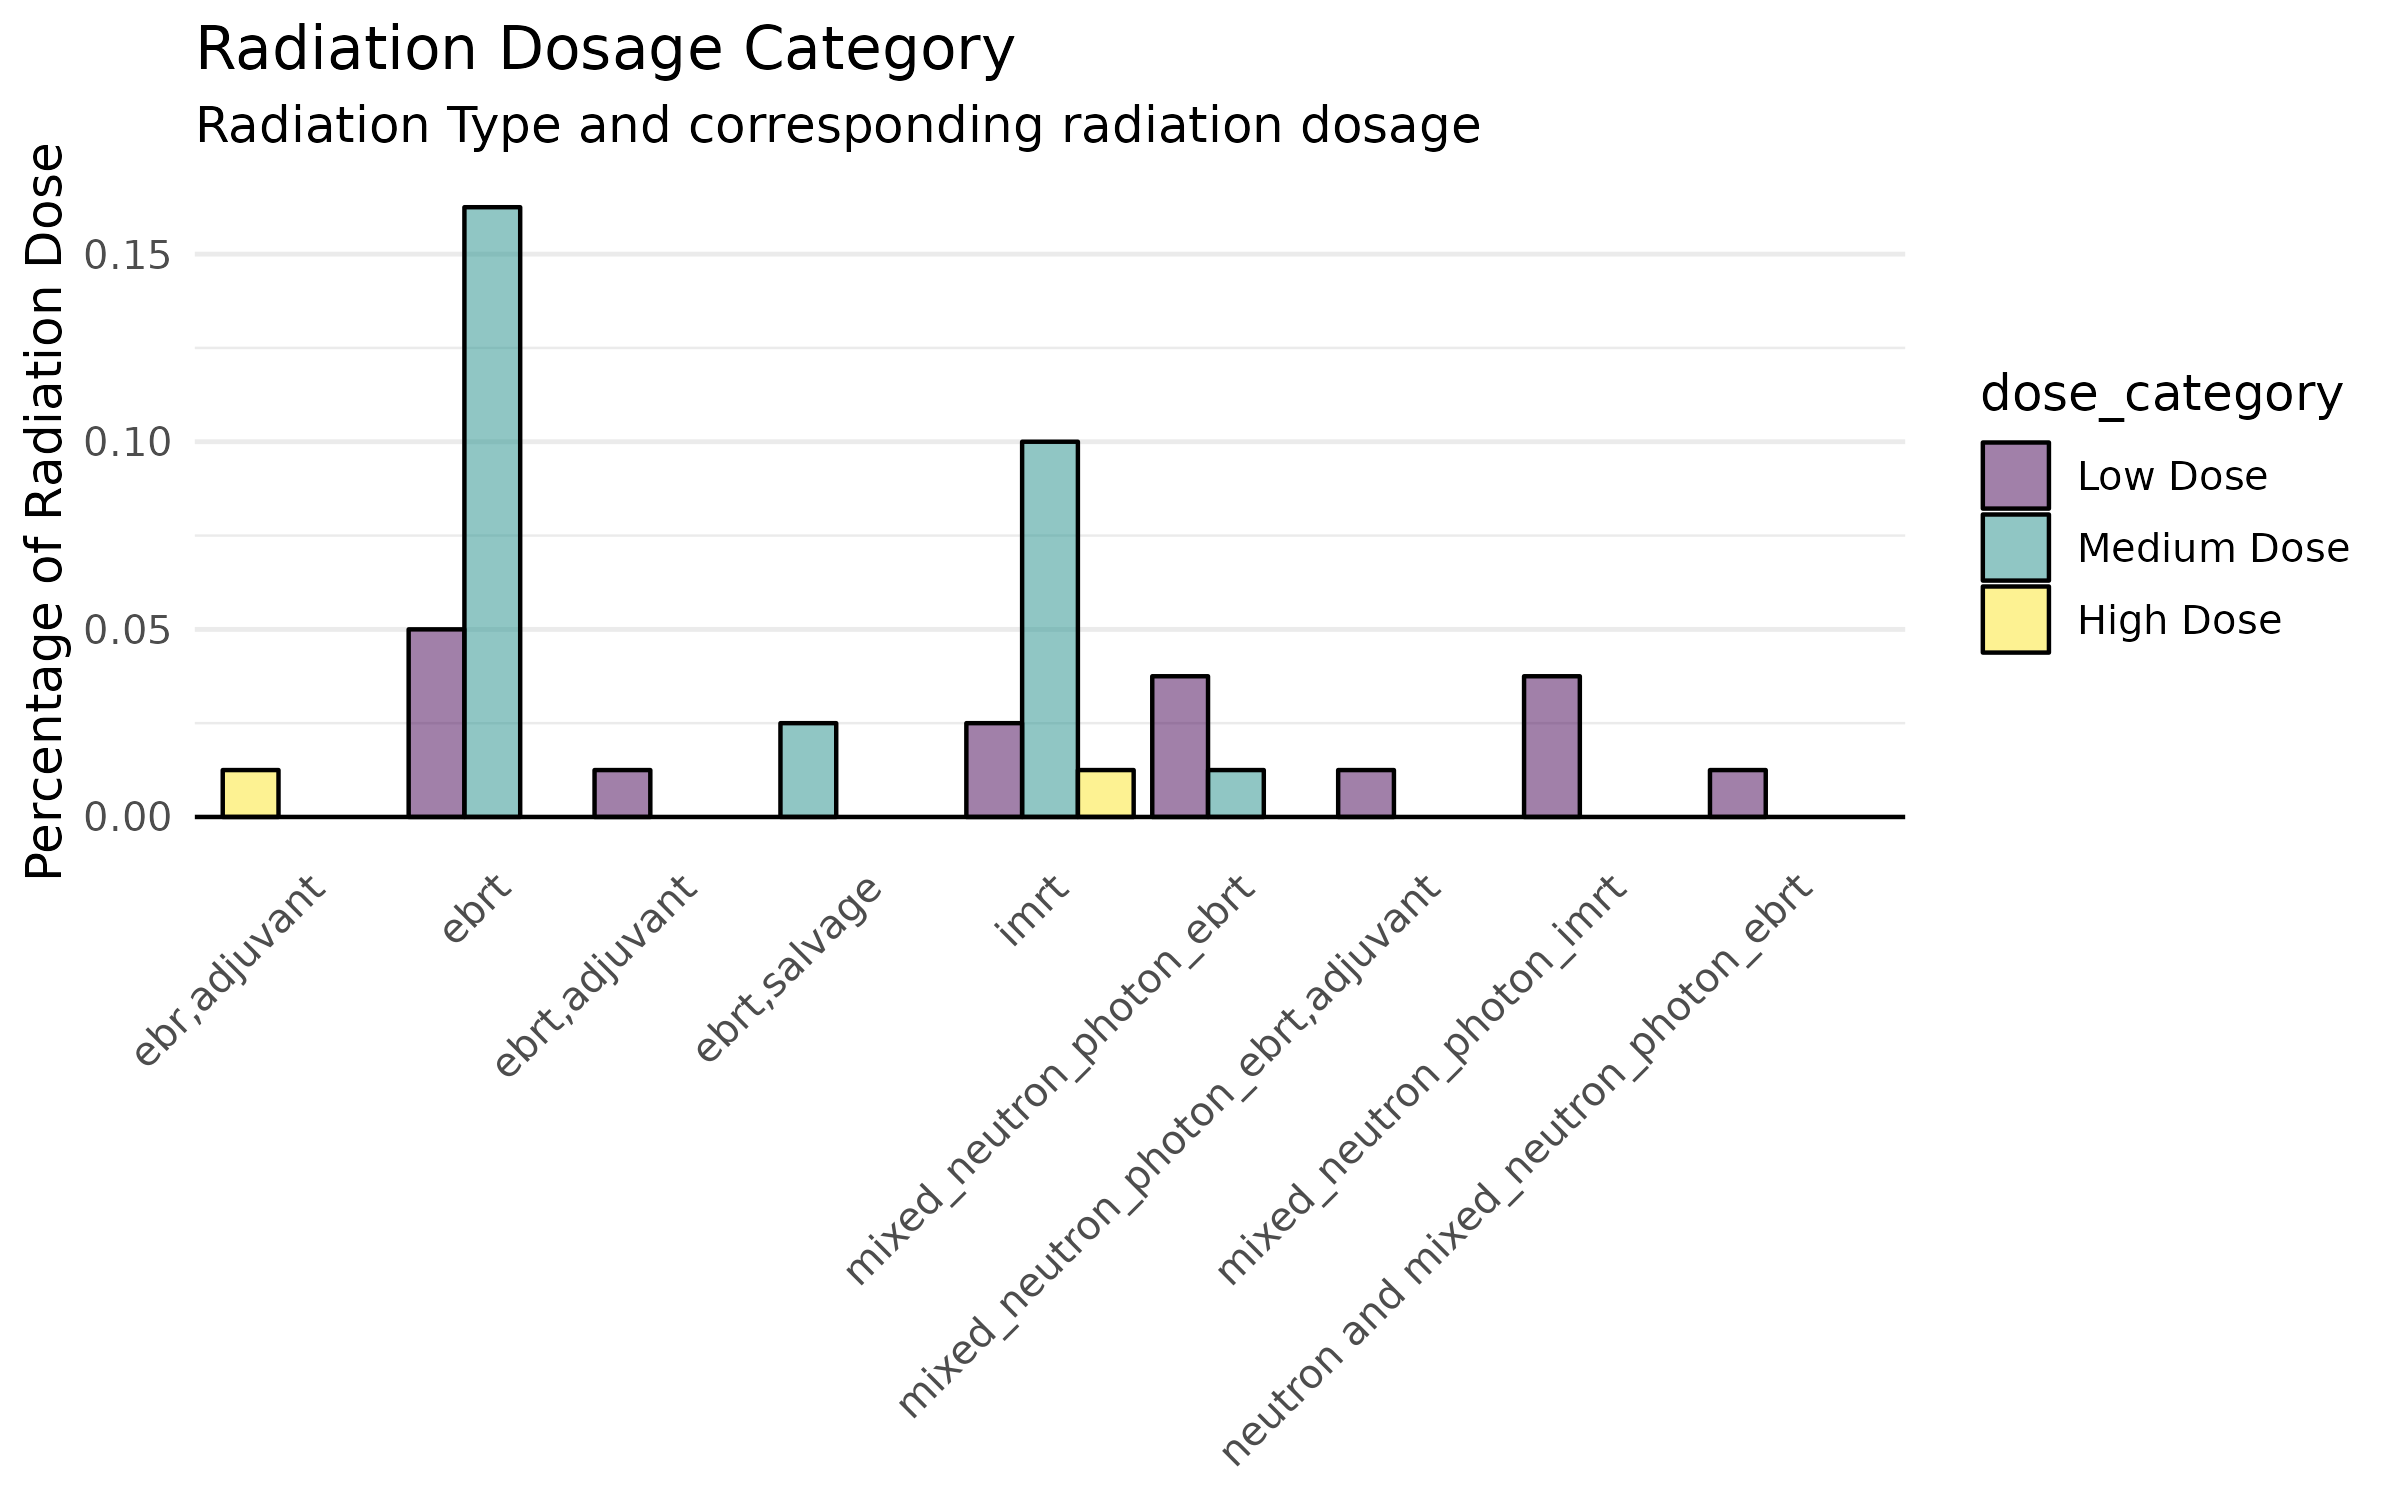 Radiation Dosage Category
Radiation Type and corresponding radiation dosage
Percentage of Radiation Dose
0.15
0.10
0.05
0.00
ebr,adjuvant
ebrt
ebrt,adjuvant
ebrt,salvage
imrt
mixed_neutron_photon_ebrt
mixed_neutron_photon_ebrt,adjuvant
mixed_neutron_photon_imrt
neutron and mixed_neutron_photon_ebrt
dose_category
Low Dose
Medium Dose
High Dose